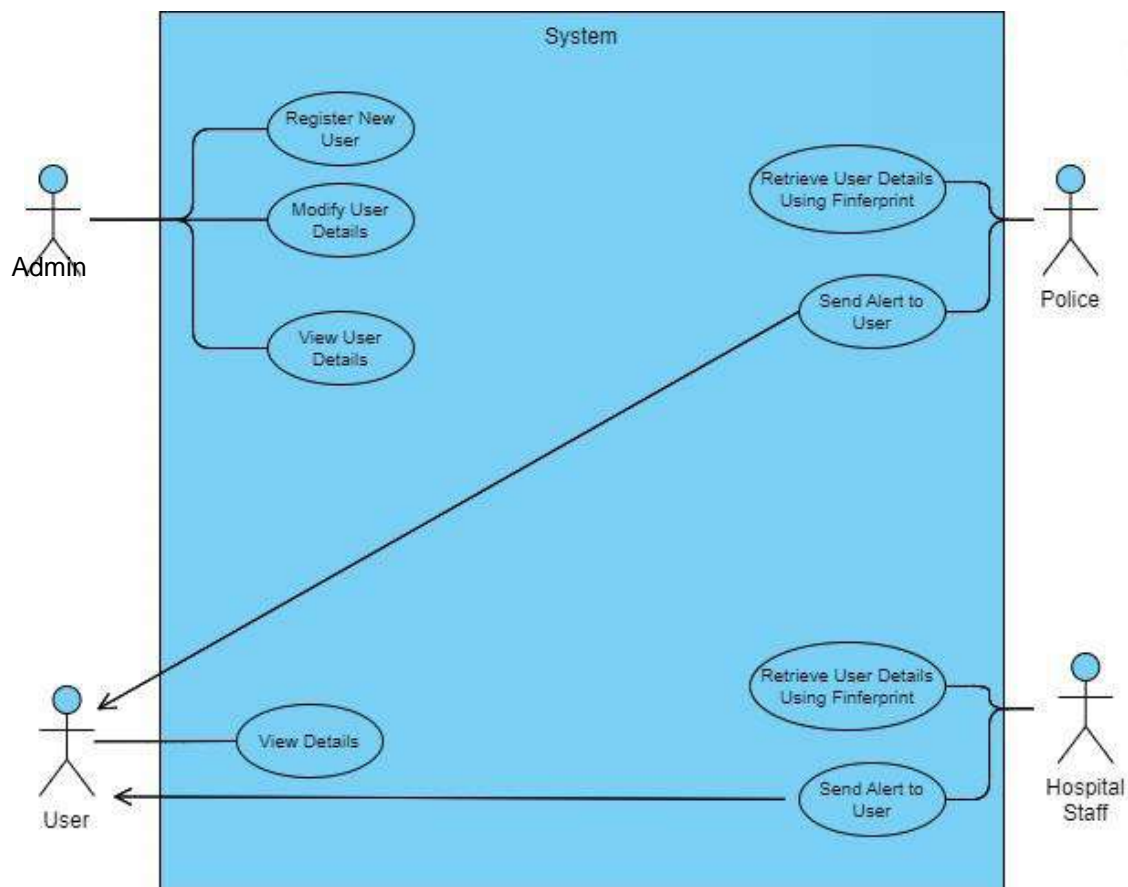 System
Register New
User
Modify User
Details
View User
Details
Admin
Retrieve User Details
Using Finferprint
Send Alert to
User
Police
Retrieve User Details
Using Finferprint
View Details
User
Send Alert to
User
Hospital
Staff